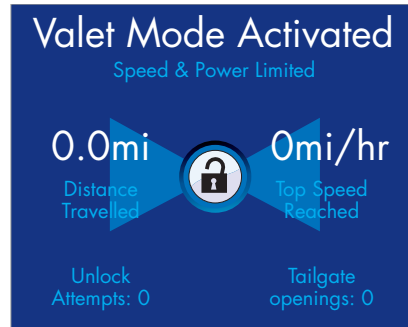 Valet Mode Activated
Speed & Power Limited
0.0mi
Distance
Travelled
0mi/hr
Top Speed
Reached
Unlock
Attempts: 0
Tailgate
openings: 0